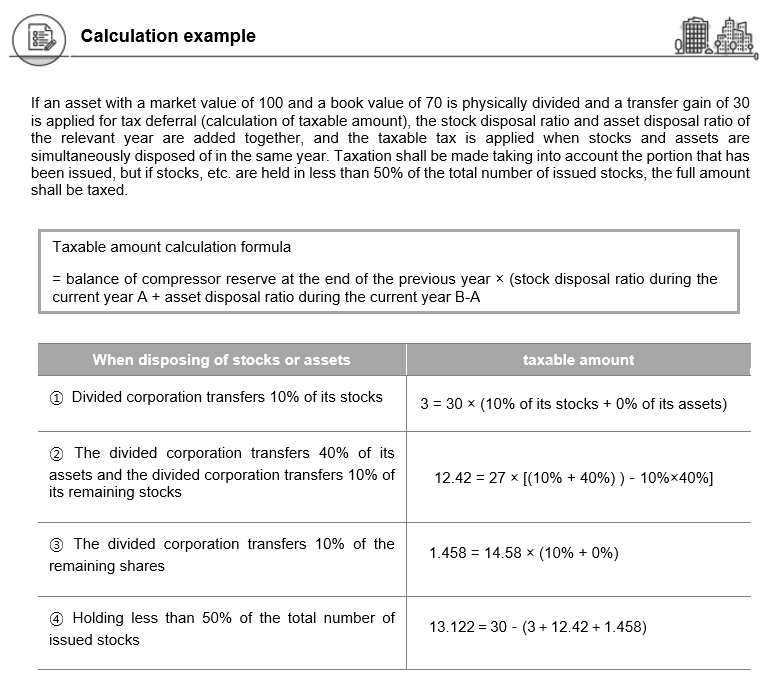 Calculation example
If an asset with a market value of 100 and a book value of 70 is physically divided and a transfer gain of 30
is applied for tax deferral (calculation of taxable amount), the stock disposal ratio and asset disposal ratio of
the relevant year are added together, and the taxable tax is applied when stocks and assets are
simultaneously disposed of in the same year. Taxation shall be made taking into account the portion that has
been issued, but if stocks, etc. are held in less than 50% of the total number of issued stocks, the full amount
shall be taxed.
Taxable amount calculation formula
= balance of compressor reserve at the end of the previous year × (stock disposal ratio during the
current year A + asset disposal ratio during the current year B-A
When disposing of stocks or assets
taxable amount
① Divided corporation transfers 10% of its stocks
3 = 30 × (10% of its stocks + 0% of its assets)
② The divided corporation transfers 40% of its
assets and the divided corporation transfers 10% of
its remaining stocks
12.42 = 27 × [(10% + 40%) ) - 10%×40%]
③ The divided corporation transfers 10% of the
remaining shares
1.458 = 14.58 × (10% + 0%)
④ Holding less than 50% of the total number of
issued stocks
13.122 = 30 - (3 + 12.42 + 1.458)